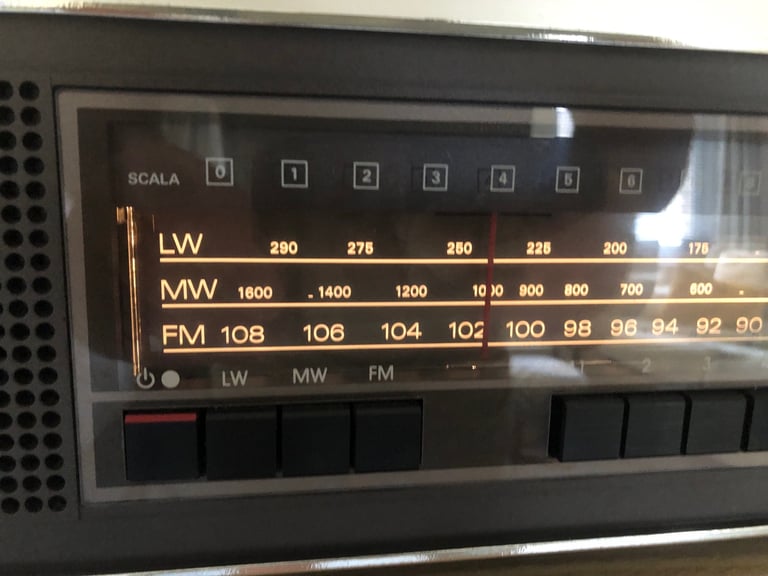 SCALA 0 1 2 3 4 5 6
LW 290 275 250 225 200 175
MW 1600 1400 1200 1000 900 800 700 600
FM 108 106 104 102 100 98 96 94 92 90
LW MW FM 1 2 3